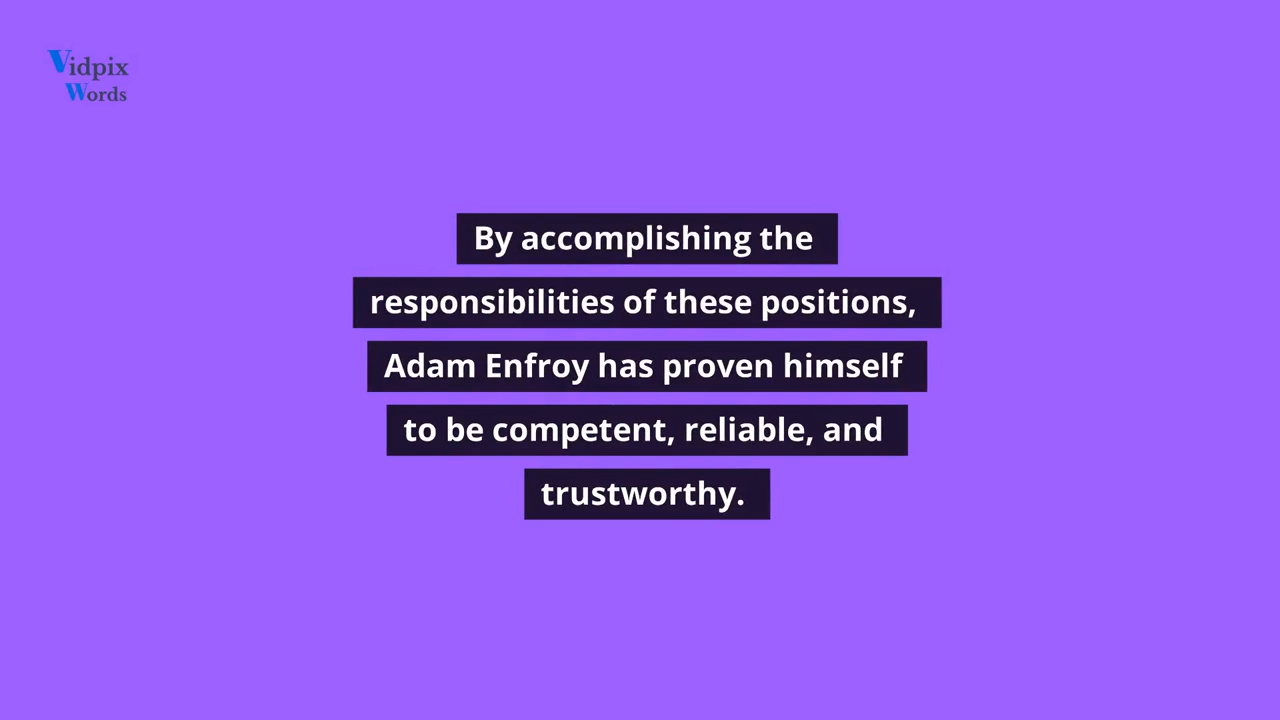 Vidpix
Words
By accomplishing the
responsibilities of these positions,
Adam Enfroy has proven himself
to be competent, reliable, and
trustworthy.